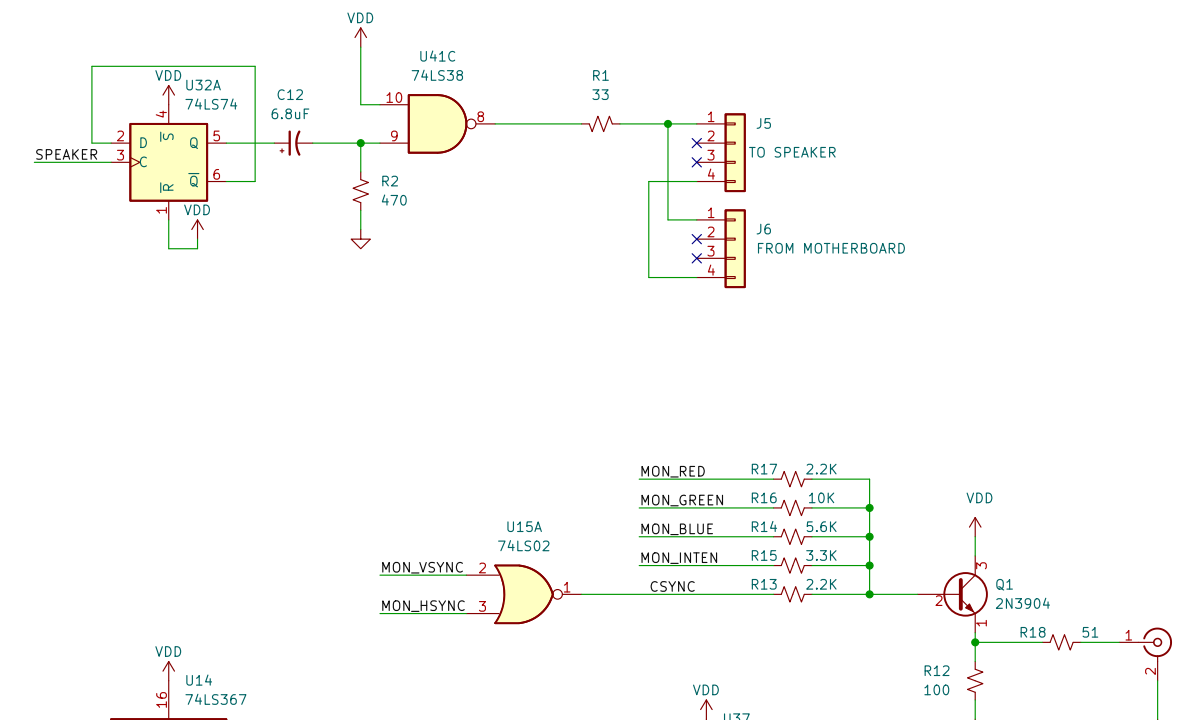 VDD
U41C
74LS38
VDD
U32A
74LS74
4
C12
6.8uF
10
9
8
R1
33
SPEAKER
2
3
D
C
S
R
Q
Q
5
6
1
VDD
R2
470
1
2
3
4
J5
TO SPEAKER
1
2
3
4
J6
FROM MOTHERBOARD
MON_RED
R17
2.2K
MON_GREEN
R16
10K
MON_BLUE
R14
5.6K
MON_INTEN
R15
3.3K
CSYNC
R13
2.2K
U15A
74LS02
MON_VSYNC
2
MON_HSYNC
3
1
VDD
3
2
1
Q1
2N3904
R18
51
1
2
R12
100
VDD
16
U14
74LS367
VDD
U37